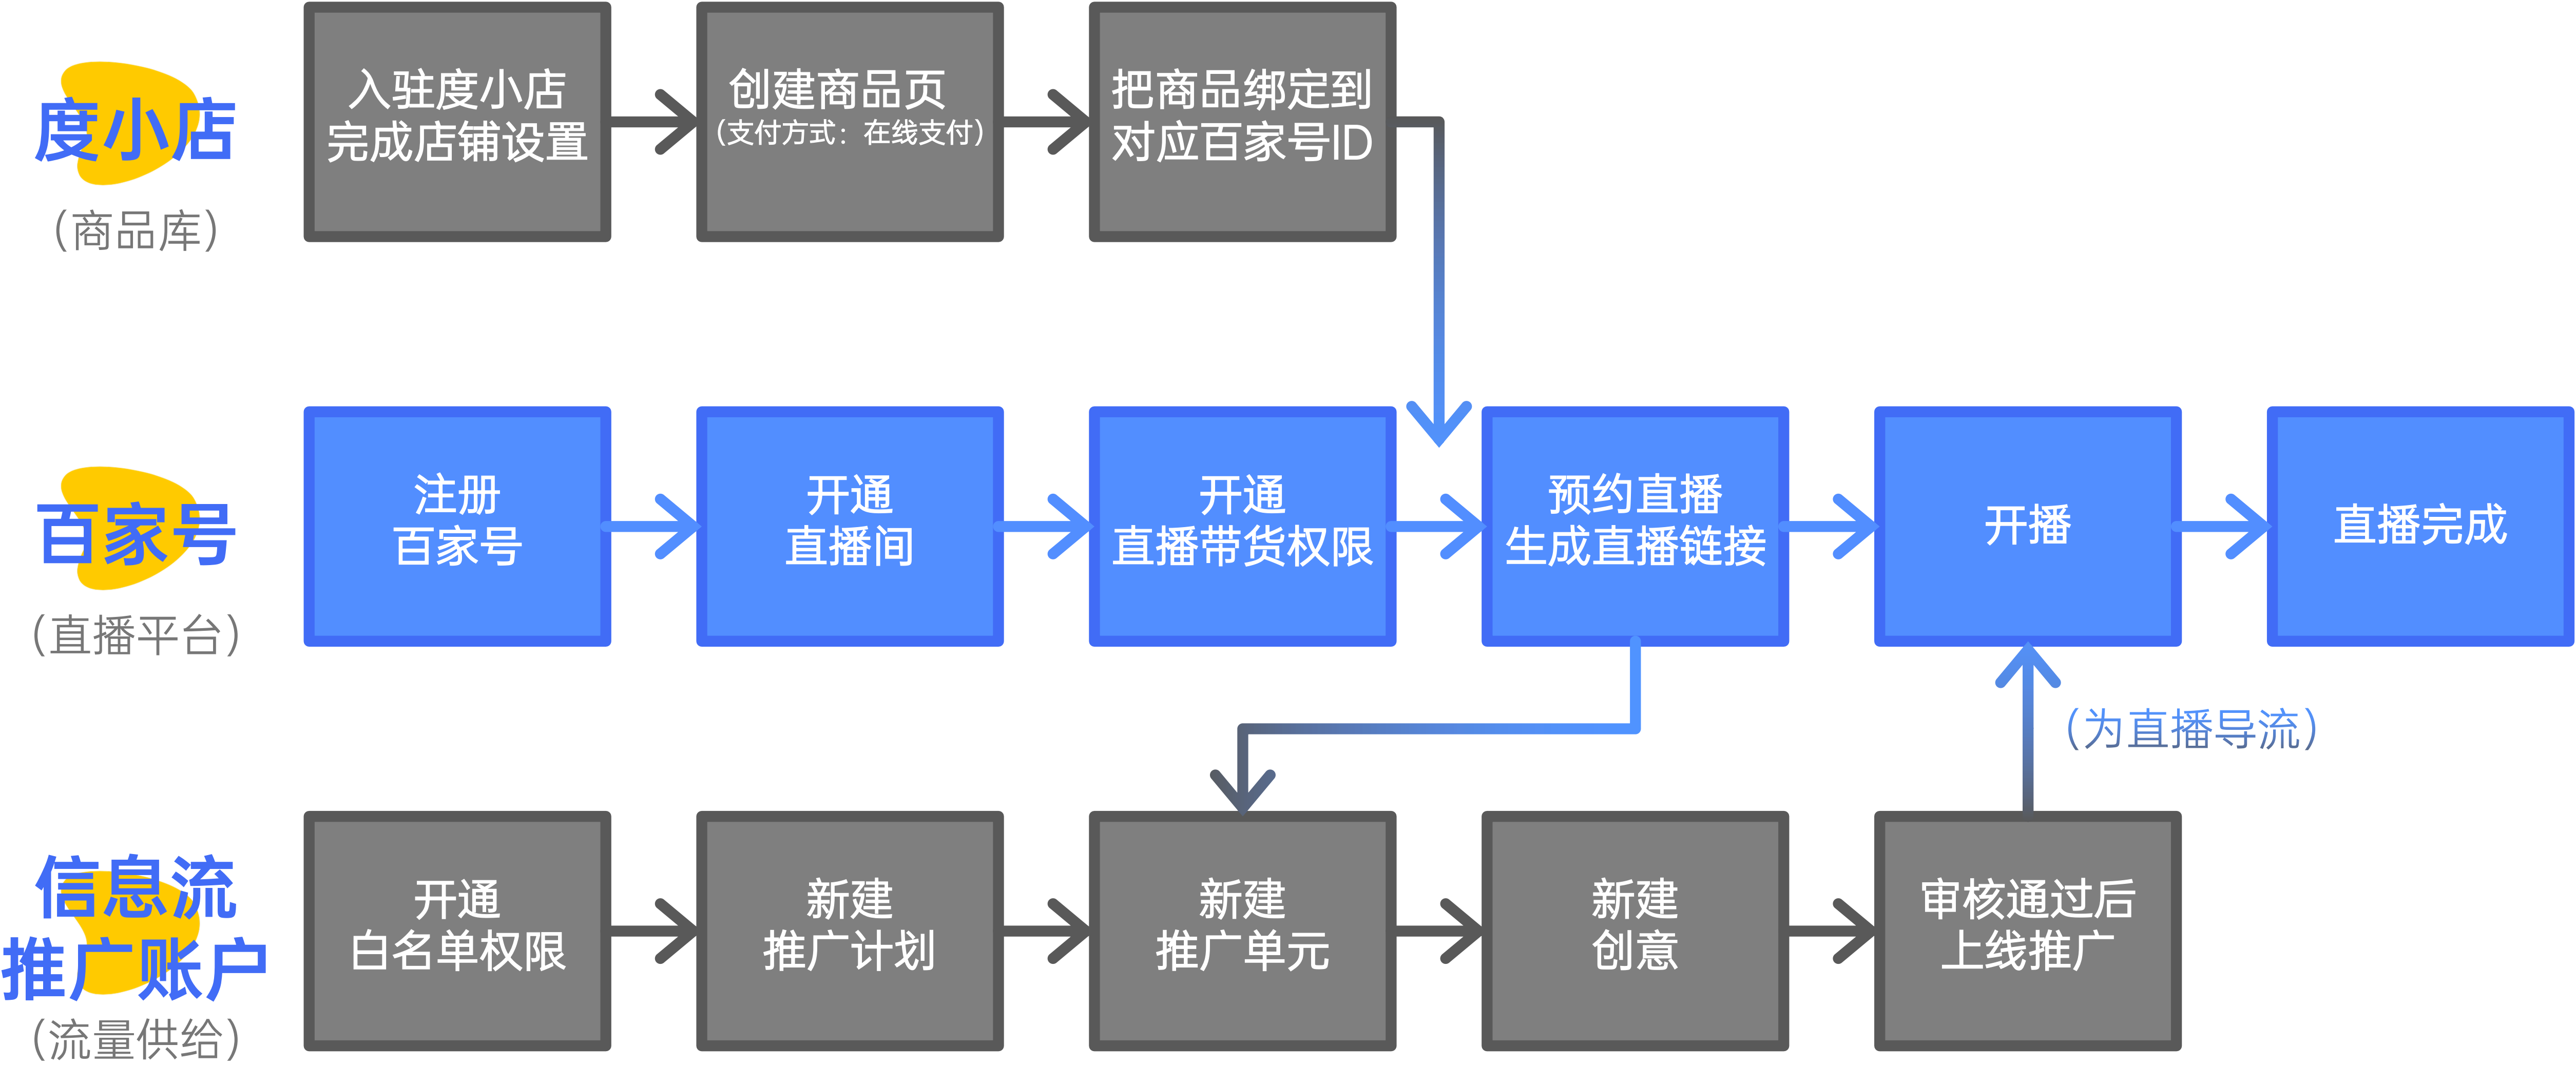 度小店
（商品库）
入驻度小店
完成店铺设置
创建商品页
（支付方式：在线支付）
把商品绑定到
对应百家号ID
百家号
（直播平台）
注册
百家号
开通
直播间
开通
直播带货权限
预约直播
生成直播链接
开播
直播完成
（为直播导流）
信息流
推广账户
（流量供给）
开通
白名单权限
新建
推广计划
新建
推广单元
新建
创意
审核通过后
上线推广